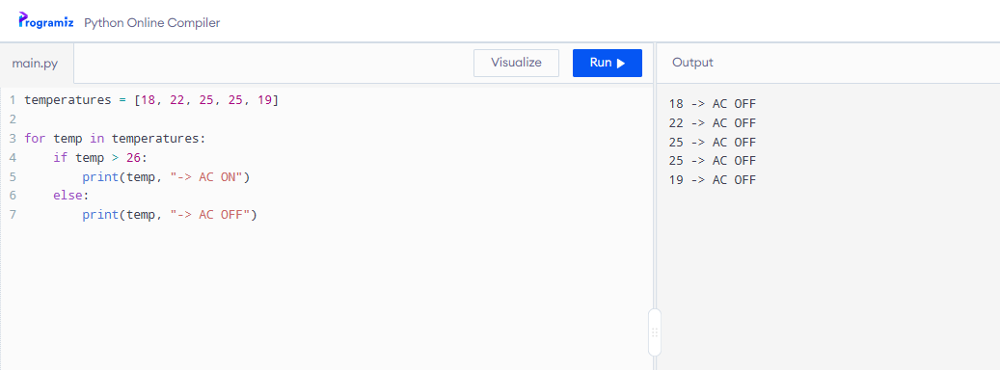 Programiz Python Online Compiler
main.py Visualize Run Output
1 temperatures = [18, 22, 25, 25, 19]
2
3 for temp in temperatures:
4     if temp > 26:
5         print(temp, "-> AC ON")
6     else:
7         print(temp, "-> AC OFF")
18 -> AC OFF
22 -> AC OFF
25 -> AC OFF
25 -> AC OFF
19 -> AC OFF